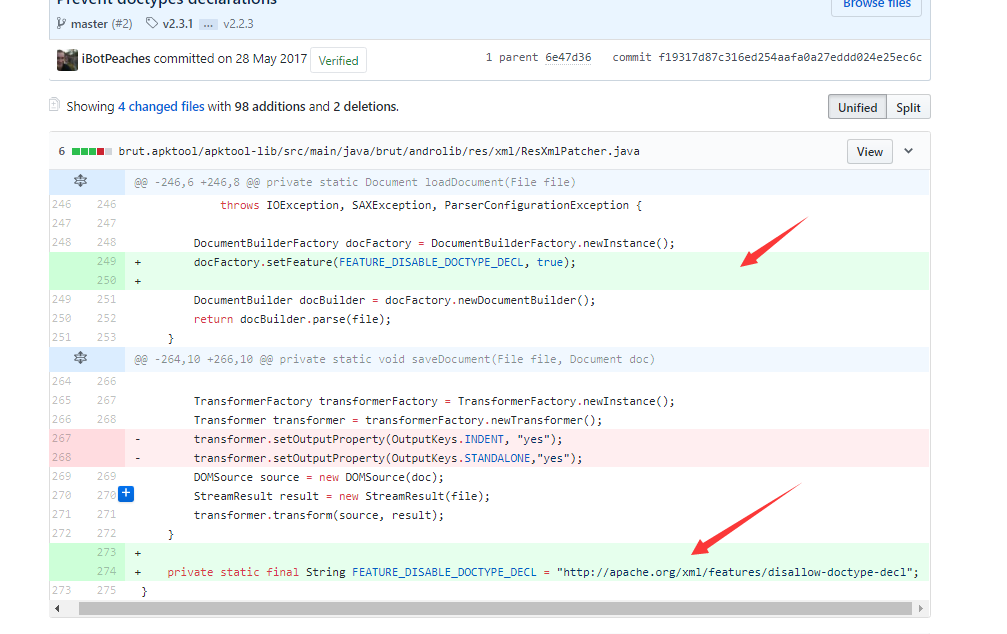 Prevent doctypes declarations
Browse files
master (#2) v2.3.1 ... v2.2.3
iBotPeaches committed on 28 May 2017 Verified 1 parent 6e47d36 commit f19317d87c316ed254aafa0a27eddd024e25ec6c
Showing 4 changed files with 98 additions and 2 deletions.
Unified Split
6 brut.apktool/apktool-lib/src/main/java/brut/androlib/res/xml/ResXmlPatcher.java View
@@ -246,6 +246,8 @@ private static Document loadDocument(File file)
246 246 throws IOException, SAXException, ParserConfigurationException {
247 247
248 248 DocumentBuilderFactory docFactory = DocumentBuilderFactory.newInstance();
249 + docFactory.setFeature(FEATURE_DISABLE_DOCTYPE_DECL, true);
250 +
249 251 DocumentBuilder docBuilder = docFactory.newDocumentBuilder();
250 252 return docBuilder.parse(file);
251 253 }
@@ -264,10 +266,10 @@ private static void saveDocument(File file, Document doc)
264 266
265 267 TransformerFactory transformerFactory = TransformerFactory.newInstance();
266 268 Transformer transformer = transformerFactory.newTransformer();
267 - transformer.setOutputProperty(OutputKeys.INDENT, "yes");
268 - transformer.setOutputProperty(OutputKeys.STANDALONE,"yes");
269 269 DOMSource source = new DOMSource(doc);
270 270 + StreamResult result = new StreamResult(file);
271 271 transformer.transform(source, result);
272 272 }
273 +
274 + private static final String FEATURE_DISABLE_DOCTYPE_DECL = "http://apache.org/xml/features/disallow-doctype-decl";
273 275 }